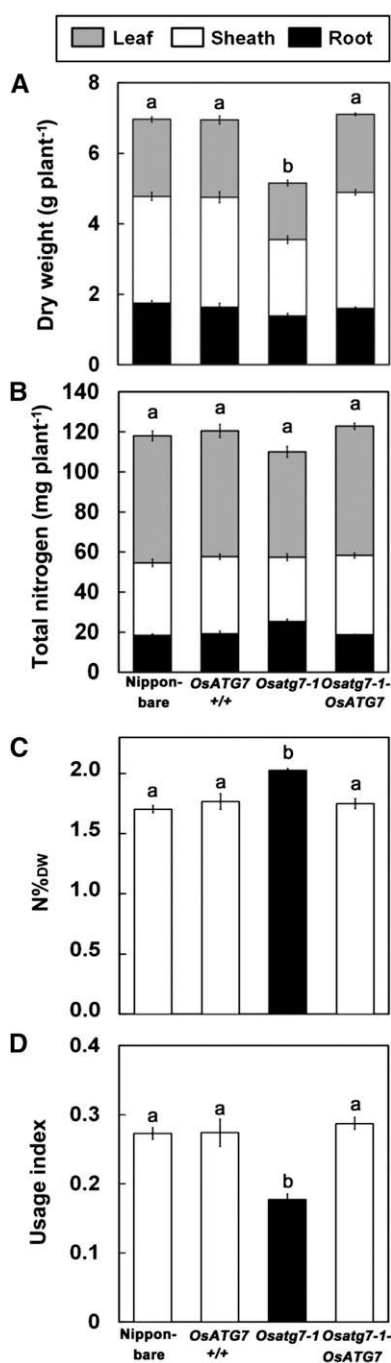 Leaf Sheath Root
A
Dry weight (g plant⁻¹)
8
6
4
2
0
a a b a
B
Total nitrogen (mg plant⁻¹)
140
120
100
80
60
40
20
0
a a a a
Nippon- OsATG7 Osatg7-1 Osatg7-1-
bare +/+ OsATG7
C
N%DW
2.0
1.5
1.0
0.5
0.0
a a b a
D
Usage index
0.4
0.3
0.2
0.1
0
a a b a
Nippon- OsATG7 Osatg7-1 Osatg7-1-
bare +/+ OsATG7